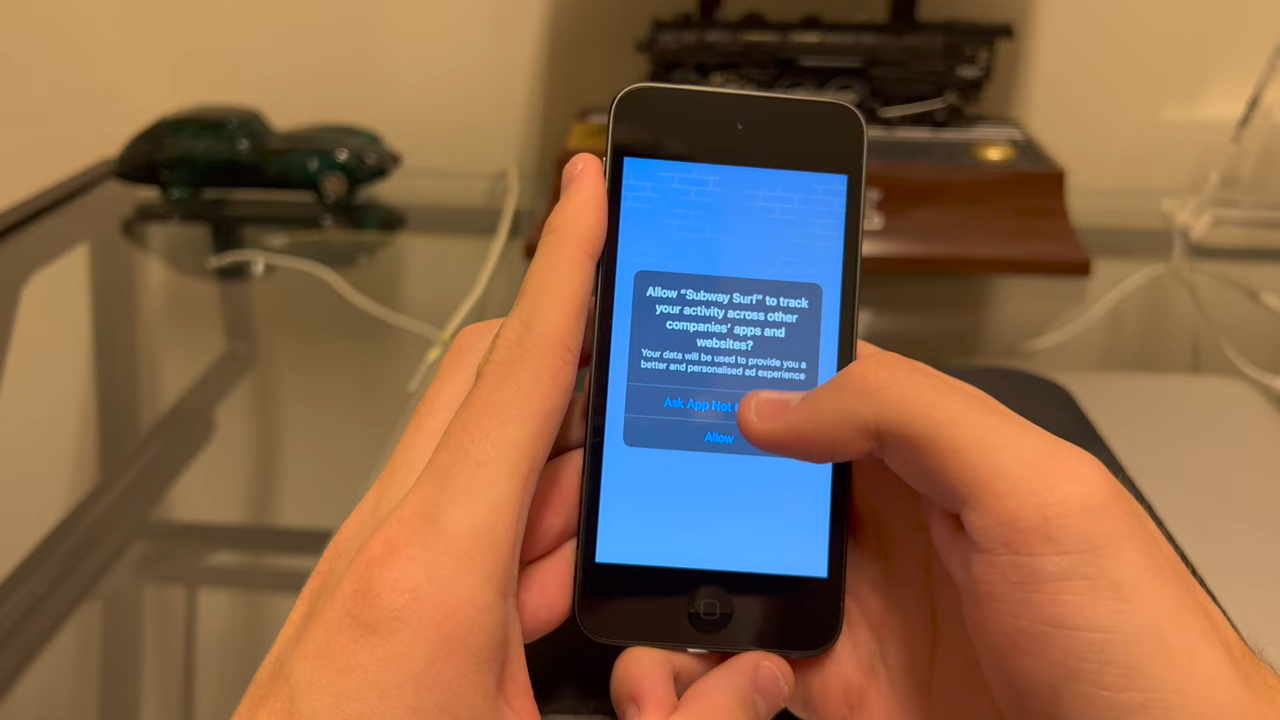 Allow “Subway Surf” to track
your activity across other
companies’ apps and
websites?
Your data will be used to provide you a
better and personalised ad experience
Ask App Not
Allow